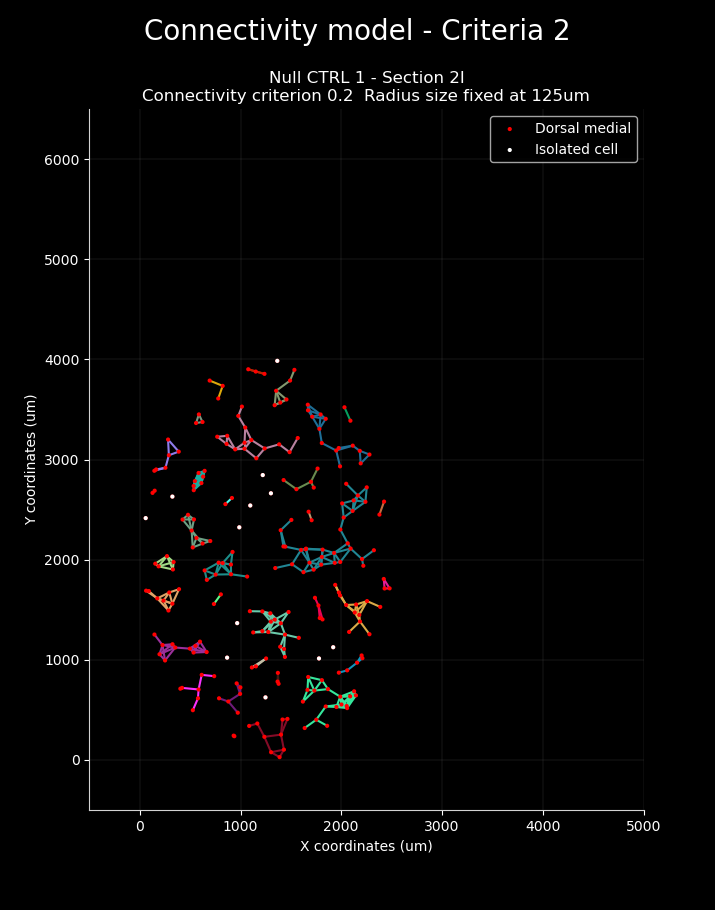 Connectivity model - Criteria 2
Null CTRL 1 - Section 2l
Connectivity criterion 0.2  Radius size fixed at 125um
Dorsal medial
Isolated cell
Y coordinates (um)
6000
5000
4000
3000
2000
1000
0
0 1000 2000 3000 4000 5000
X coordinates (um)